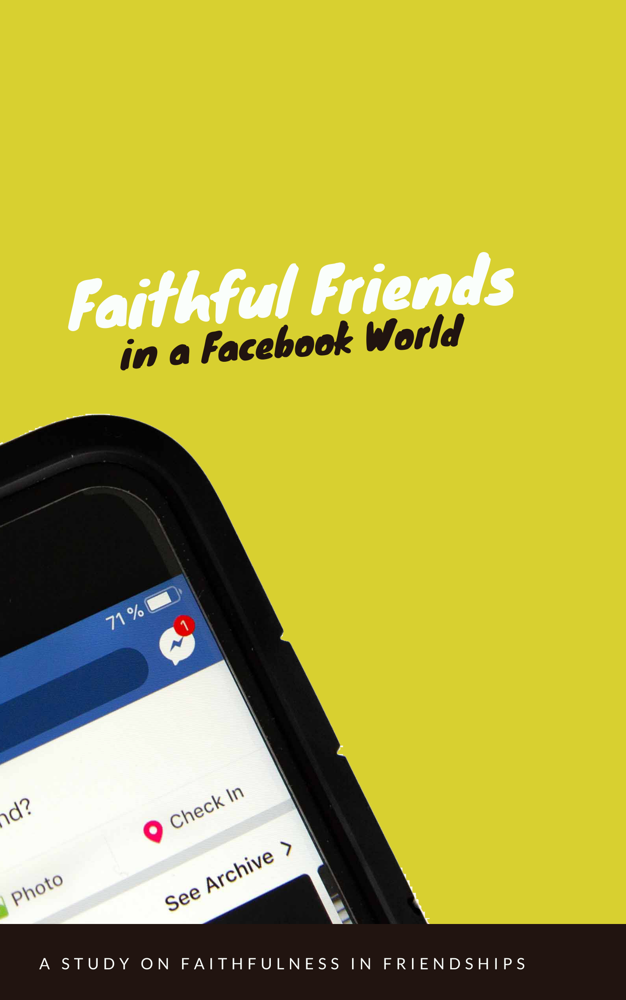 Faithful Friends
in a Facebook World
71%
1
nd?
Check In
Photo
See Archive >
A STUDY ON FAITHFULNESS IN FRIENDSHIPS